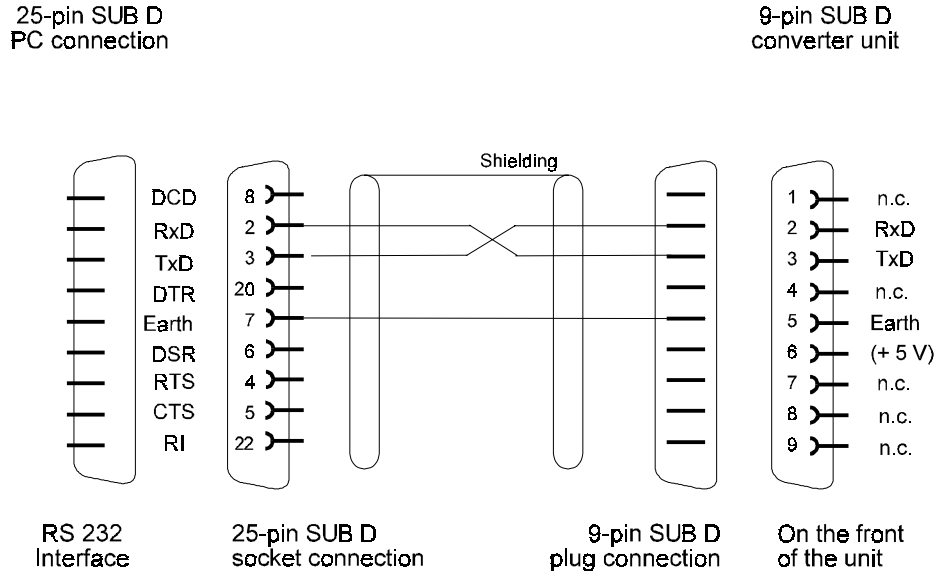 25-pin SUB D
PC connection
9-pin SUB D
converter unit
Shielding
DCD 8 1 n.c.
RxD 2 2 RxD
TxD 3 3 TxD
DTR 20 4 n.c.
Earth 7 5 Earth
DSR 6 6 (+ 5 V)
RTS 4 7 n.c.
CTS 5 8 n.c.
RI 22 9 n.c.
RS 232
Interface
25-pin SUB D
socket connection
9-pin SUB D
plug connection
On the front
of the unit